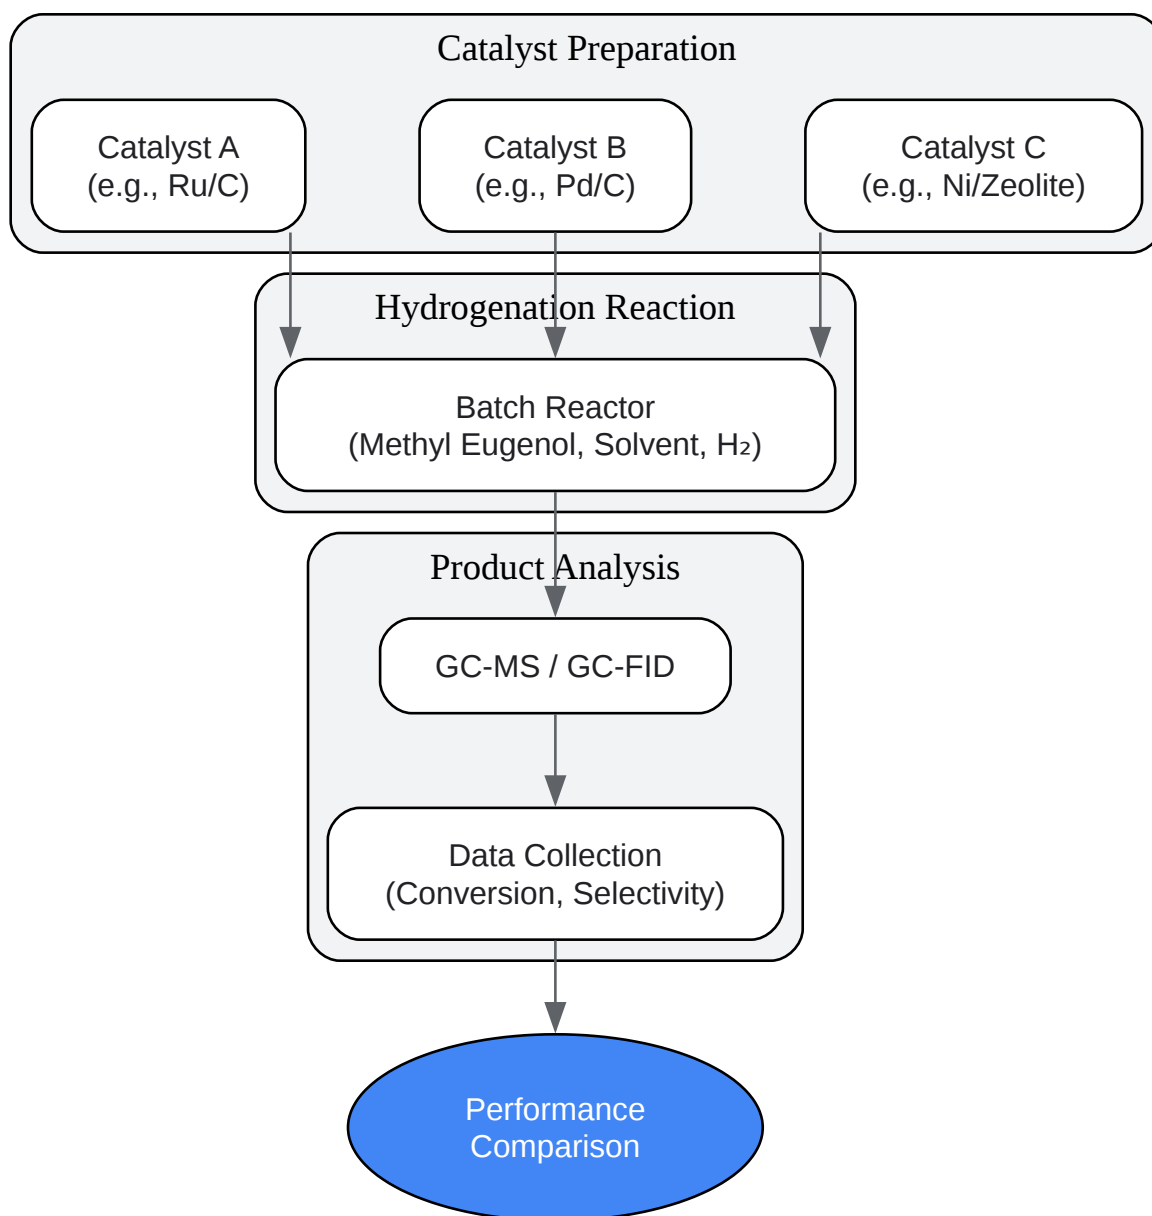 Catalyst Preparation
Catalyst A
(e.g., Ru/C)
Catalyst B
(e.g., Pd/C)
Catalyst C
(e.g., Ni/Zeolite)
Hydrogenation Reaction
Batch Reactor
(Methyl Eugenol, Solvent, H₂)
Product Analysis
GC-MS / GC-FID
Data Collection
(Conversion, Selectivity)
Performance
Comparison